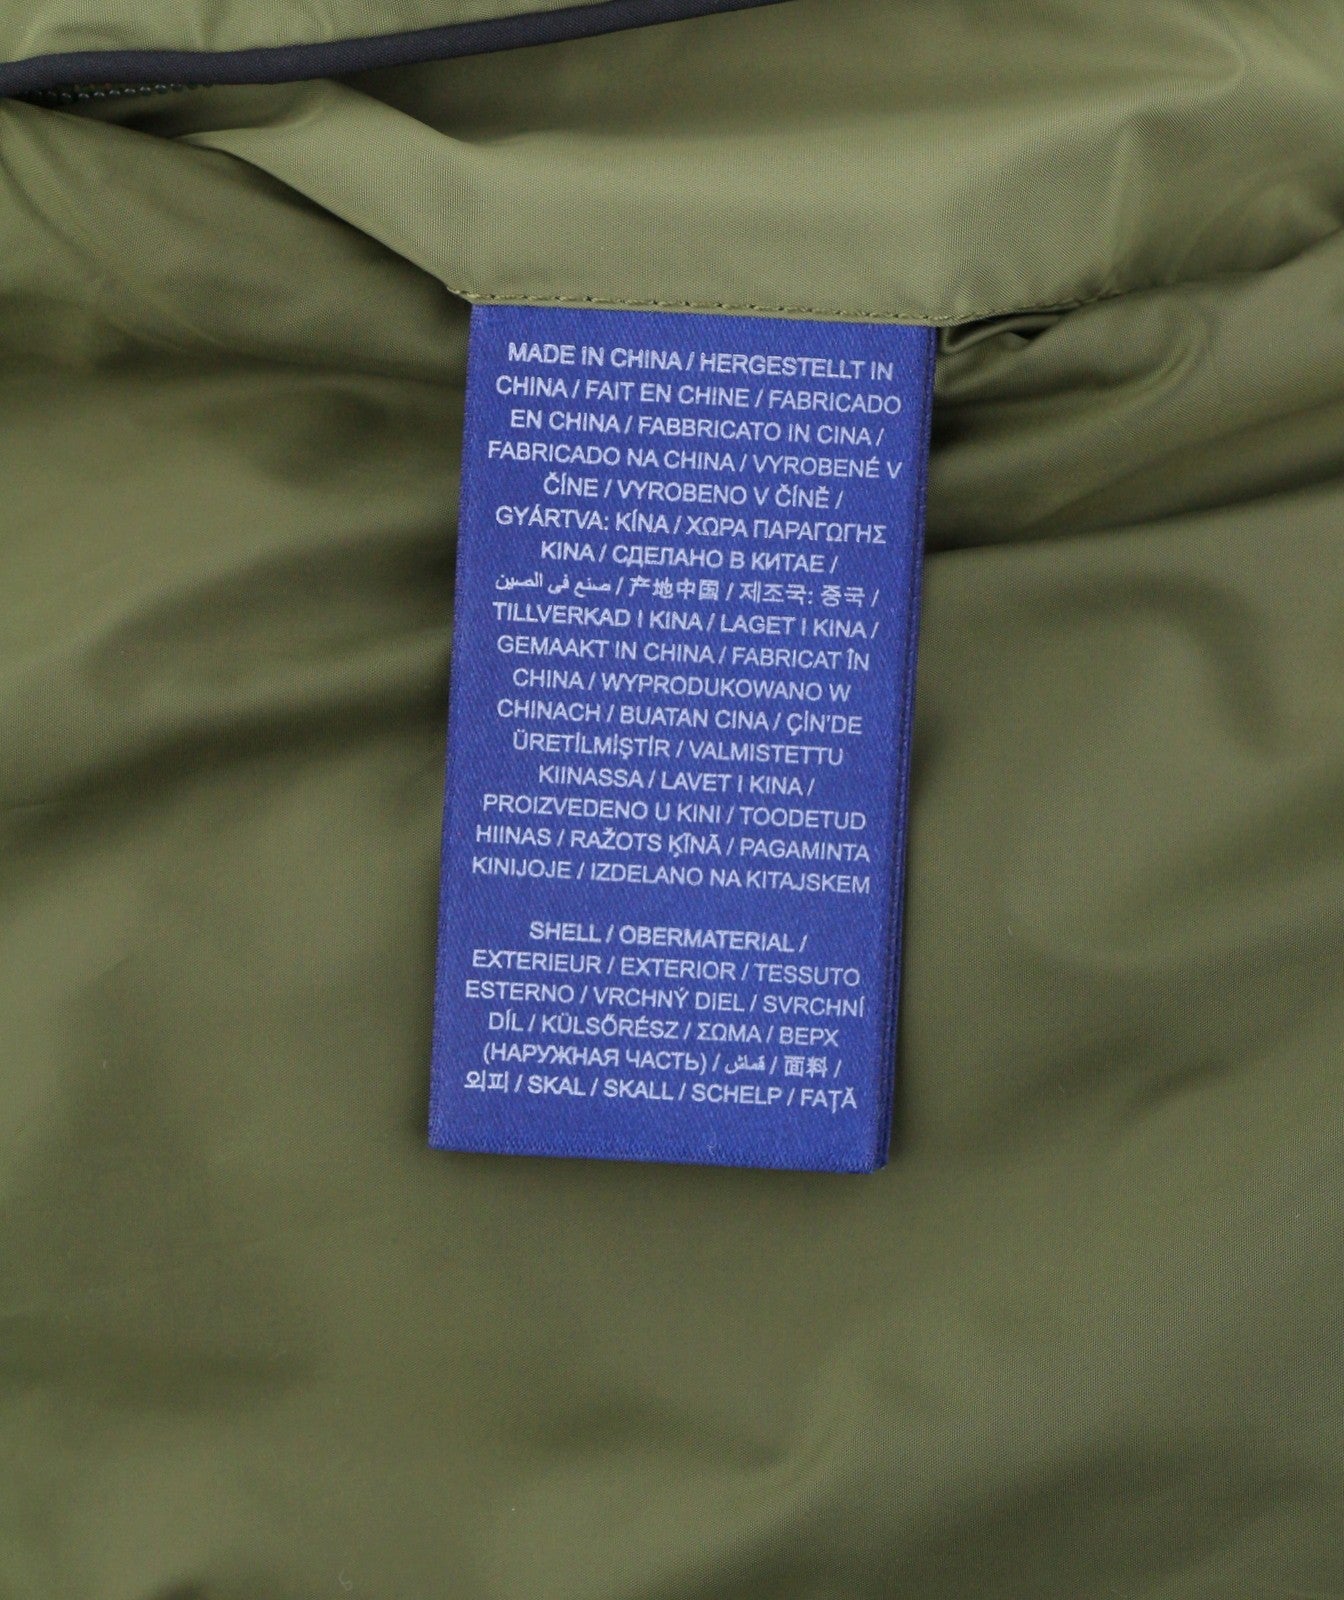 MADE IN CHINA / HERGESTELLT IN
CHINA / FAIT EN CHINE / FABRICADO
EN CHINA / FABBRICATO IN CINA /
FABRICADO NA CHINA / VYROBENÉ V
ČÍNE / VYROBENO V ČÍNĚ /
GYÁRTVA: KÍNA / ΧΩΡΑ ΠΑΡΑΓΩΓΗΣ
KINA / СДЕЛАНО В КИТАЕ /
صنع في الصين / 产地中国 / 제조국: 중국 /
TILLVERKAD I KINA / LAGET I KINA /
GEMAAKT IN CHINA / FABRICAT ÎN
CHINA / WYPRODUKOWANO W
CHINACH / BUATAN CINA / ÇİN'DE
ÜRETİLMİŞTİR / VALMISTETTU
KIINASSA / LAVET I KINA /
PROIZVEDENO U KINI / TOODETUD
HIINAS / RAŽOTS ĶĪNĀ / PAGAMINTA
KINIJOJE / IZDELANO NA KITAJSKEM
SHELL / OBERMATERIAL /
EXTERIEUR / EXTERIOR / TESSUTO
ESTERNO / VRCHNÝ DIEL / SVRCHNÍ
DÍL / KÜLSŐRÉSZ / ΣΩΜΑ / ВЕРХ
(НАРУЖНАЯ ЧАСТЬ) / قماش / 面料 /
외피 / SKAL / SKALL / SCHELP / FAȚĂ